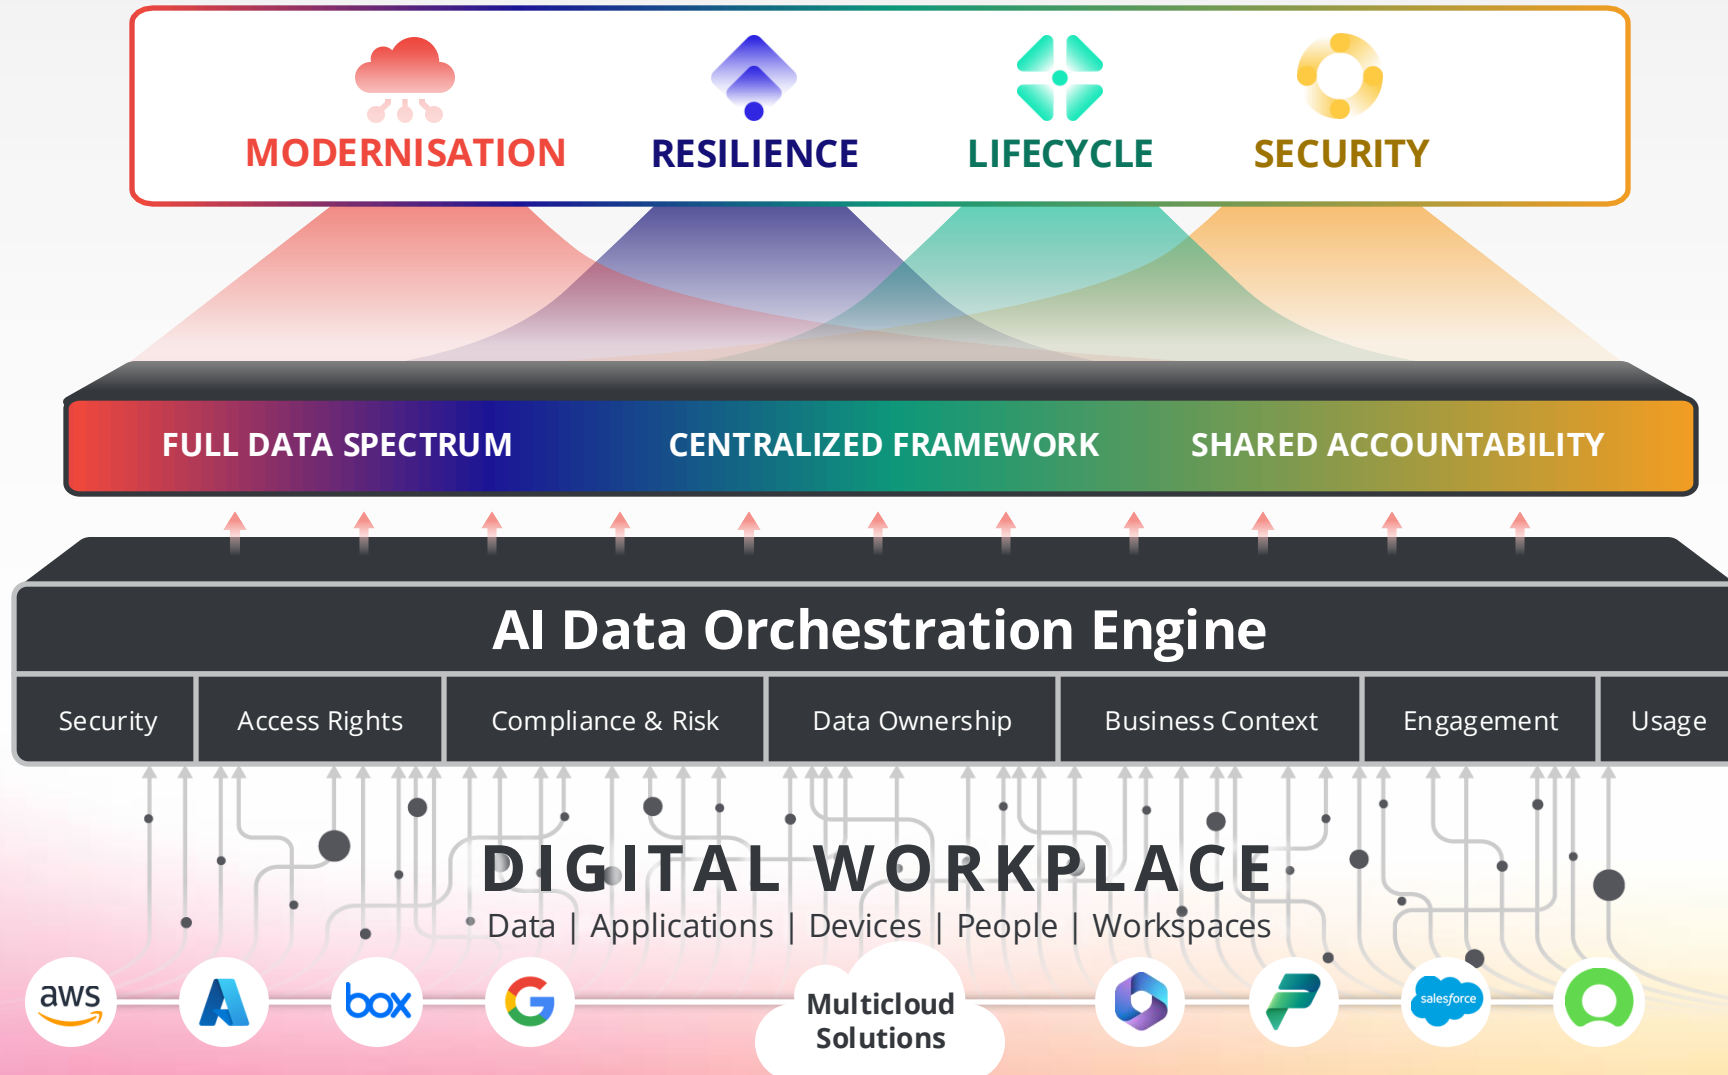 MODERNISATION RESILIENCE LIFECYCLE SECURITY
FULL DATA SPECTRUM CENTRALIZED FRAMEWORK SHARED ACCOUNTABILITY
AI Data Orchestration Engine
Security Access Rights Compliance & Risk Data Ownership Business Context Engagement Usage
DIGITAL WORKPLACE
Data | Applications | Devices | People | Workspaces
aws box Multicloud salesforce
Solutions